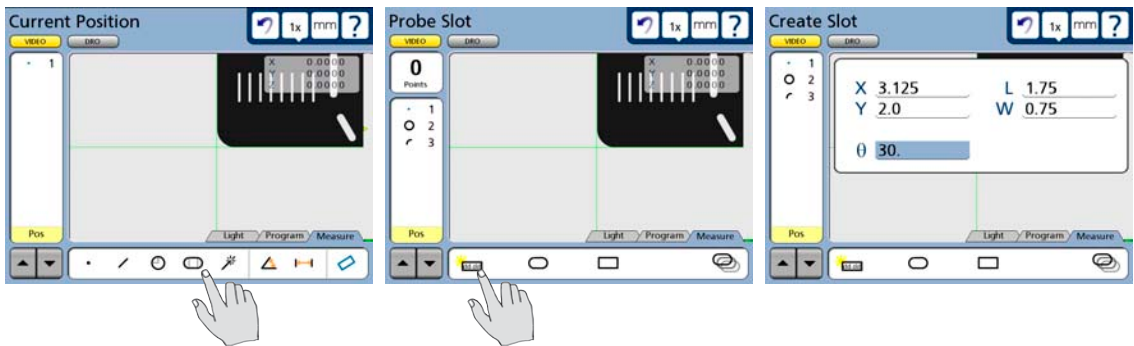 Current Position
1x mm ?
VIDEO DRO
1
X 0.0000
Y 0.0000
Z 0.0000
Pos
Light Program Measure
Probe Slot
1x mm ?
VIDEO DRO
0
Points
1
2
3
X 0.0000
Y 0.0000
Z 0.0000
Pos
Light Program Measure
Create Slot
1x mm ?
VIDEO DRO
1
2
3
X 3.125 L 1.75
Y 2.0 W 0.75
θ 30.
Pos
Light Program Measure